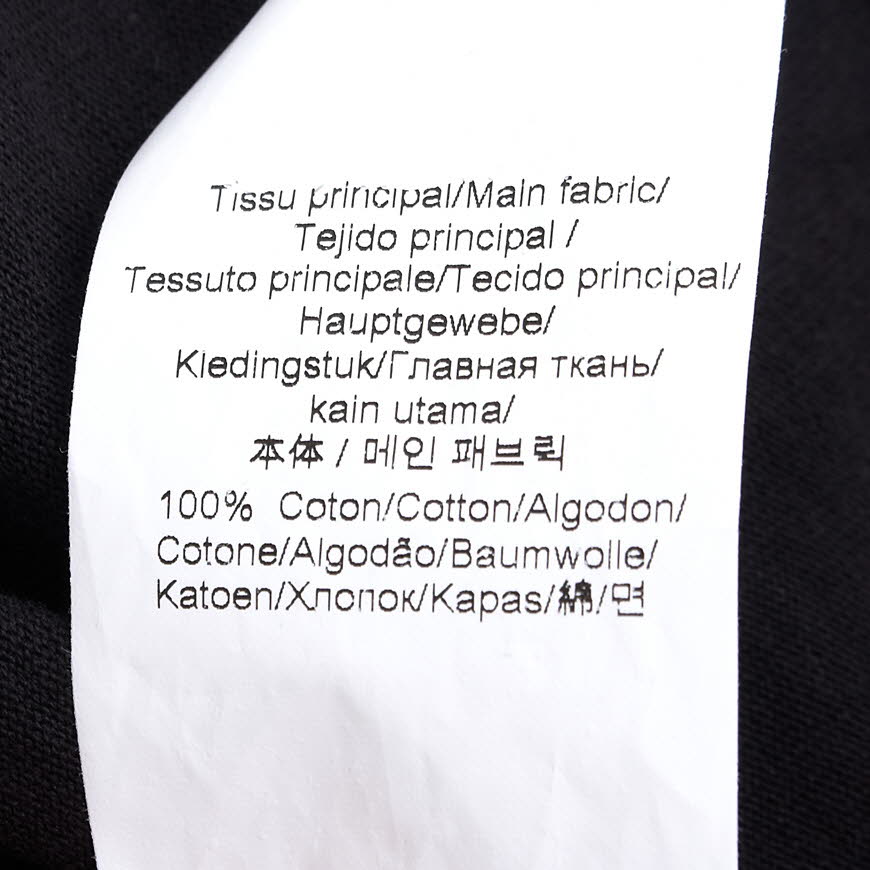 Tissu principal/Main fabric/
Tejido principal /
Tessuto principale/Tecido principal/
Hauptgewebe/
Kledingstuk/Главная ткань/
kain utama/
本体 / 메인 패브릭
100% Coton/Cotton/Algodon/
Cotone/Algodão/Baumwolle/
Katoen/Хлопок/Kapas/綿/면